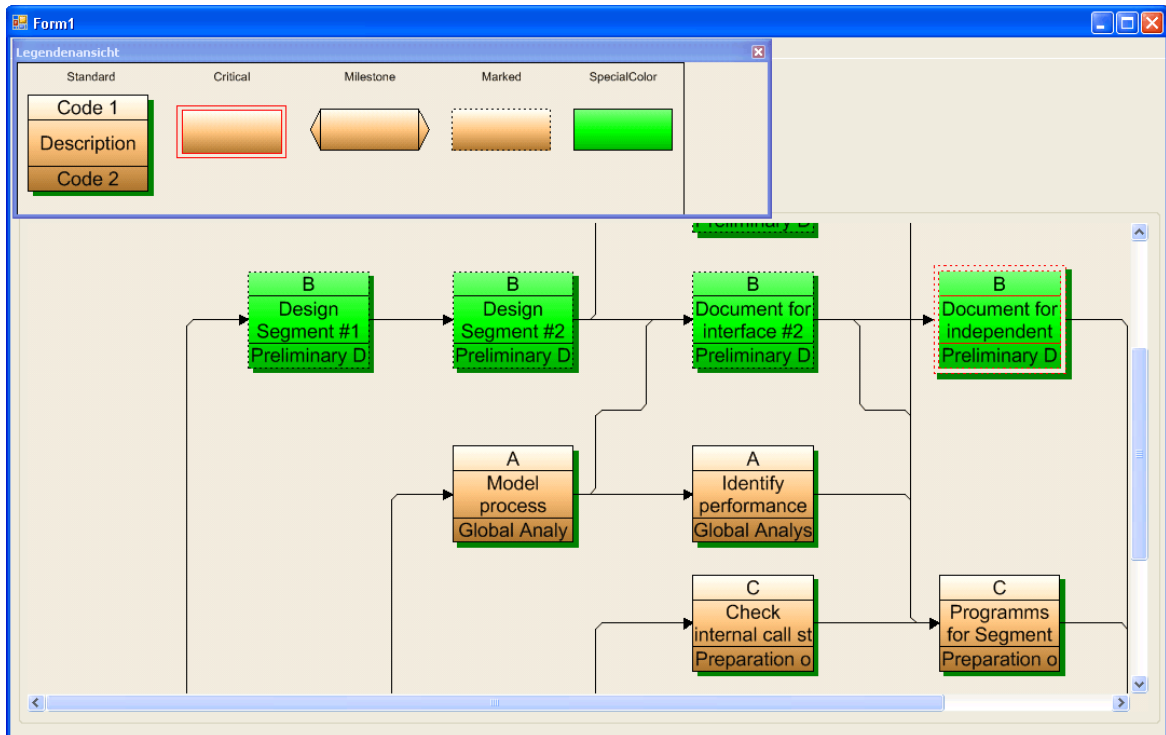 Form1
Legendenansicht
Standard
Critical
Milestone
Marked
SpecialColor
Code 1
Description
Code 2
Preliminary D
B
Design
Segment #1
Preliminary D
B
Design
Segment #2
Preliminary D
B
Document for
interface #2
Preliminary D
B
Document for
independent
Preliminary D
A
Model
process
Global Analy
A
Identify
performance
Global Analys
C
Check
internal call st
Preparation o
C
Programms
for Segment
Preparation o